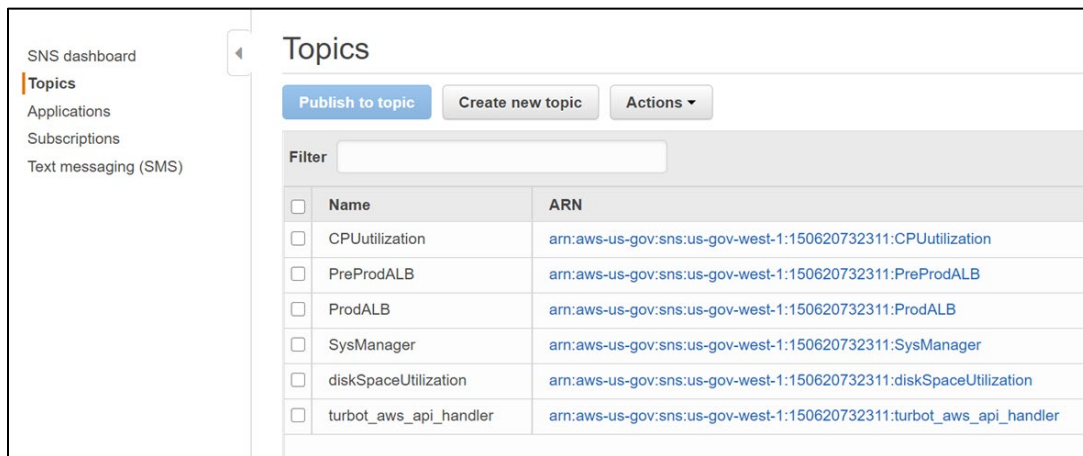 SNS dashboard
Topics
Applications
Subscriptions
Text messaging (SMS)
Topics
Publish to topic Create new topic Actions
Filter
Name ARN
CPUutilization arn:aws-us-gov:sns:us-gov-west-1:150620732311:CPUutilization
PreProdALB arn:aws-us-gov:sns:us-gov-west-1:150620732311:PreProdALB
ProdALB arn:aws-us-gov:sns:us-gov-west-1:150620732311:ProdALB
SysManager arn:aws-us-gov:sns:us-gov-west-1:150620732311:SysManager
diskSpaceUtilization arn:aws-us-gov:sns:us-gov-west-1:150620732311:diskSpaceUtilization
turbot_aws_api_handler arn:aws-us-gov:sns:us-gov-west-1:150620732311:turbot_aws_api_handler